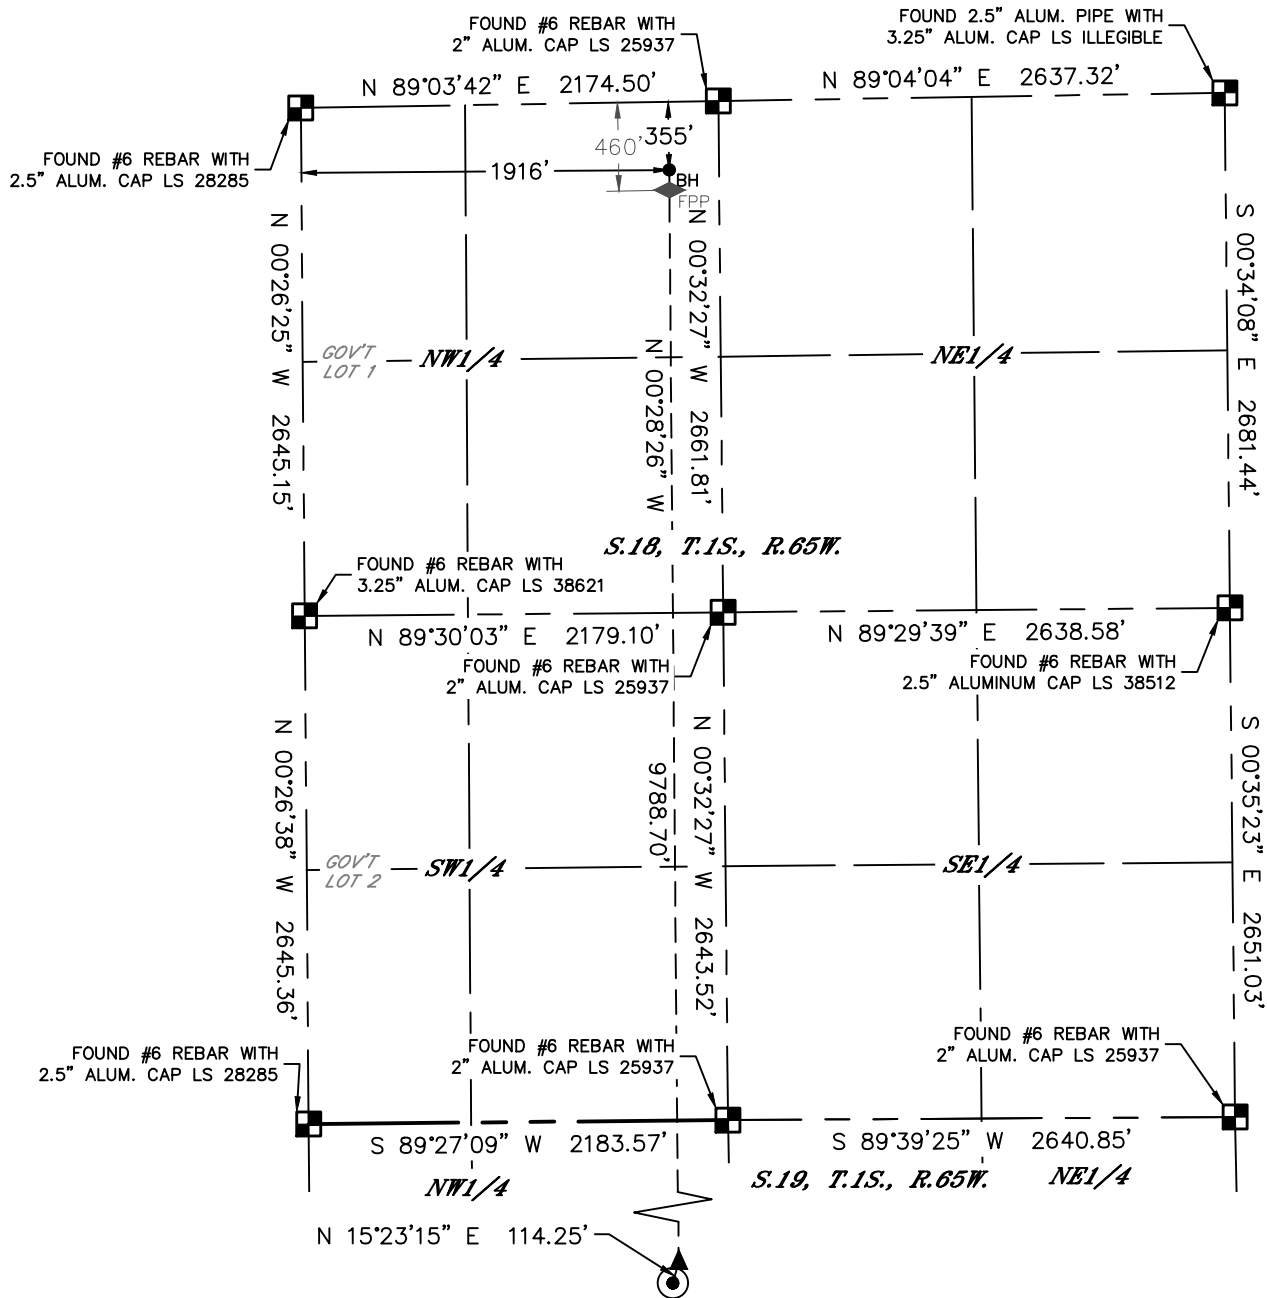 FOUND #6 REBAR WITH
2" ALUM. CAP LS 25937
FOUND 2.5" ALUM. PIPE WITH
3.25" ALUM. CAP LS ILLEGIBLE
N 89°03'42" E 2174.50'
N 89°04'04" E 2637.32'
FOUND #6 REBAR WITH
2.5" ALUM. CAP LS 28285
460'
355'
1916'
BH
FPP
N 00°26'25" W 2645.15'
N 00°32'27" W 2661.81'
N 00°28'26" W
S 00°34'08" E 2681.44'
GOV'T
LOT 1
NW1/4
NE1/4
S.18, T.1S., R.65W.
FOUND #6 REBAR WITH
3.25" ALUM. CAP LS 38621
N 89°30'03" E 2179.10'
N 89°29'39" E 2638.58'
FOUND #6 REBAR WITH
2" ALUM. CAP LS 25937
FOUND #6 REBAR WITH
2.5" ALUMINUM CAP LS 38512
N 00°26'38" W 2645.36'
9788.70'
N 00°32'27" W 2643.52'
S 00°35'23" E 2651.03'
GOV'T
LOT 2
SW1/4
SE1/4
FOUND #6 REBAR WITH
2.5" ALUM. CAP LS 28285
FOUND #6 REBAR WITH
2" ALUM. CAP LS 25937
FOUND #6 REBAR WITH
2" ALUM. CAP LS 25937
S 89°27'09" W 2183.57'
S 89°39'25" W 2640.85'
NW1/4
S.19, T.1S., R.65W.
NE1/4
N 15°23'15" E 114.25'